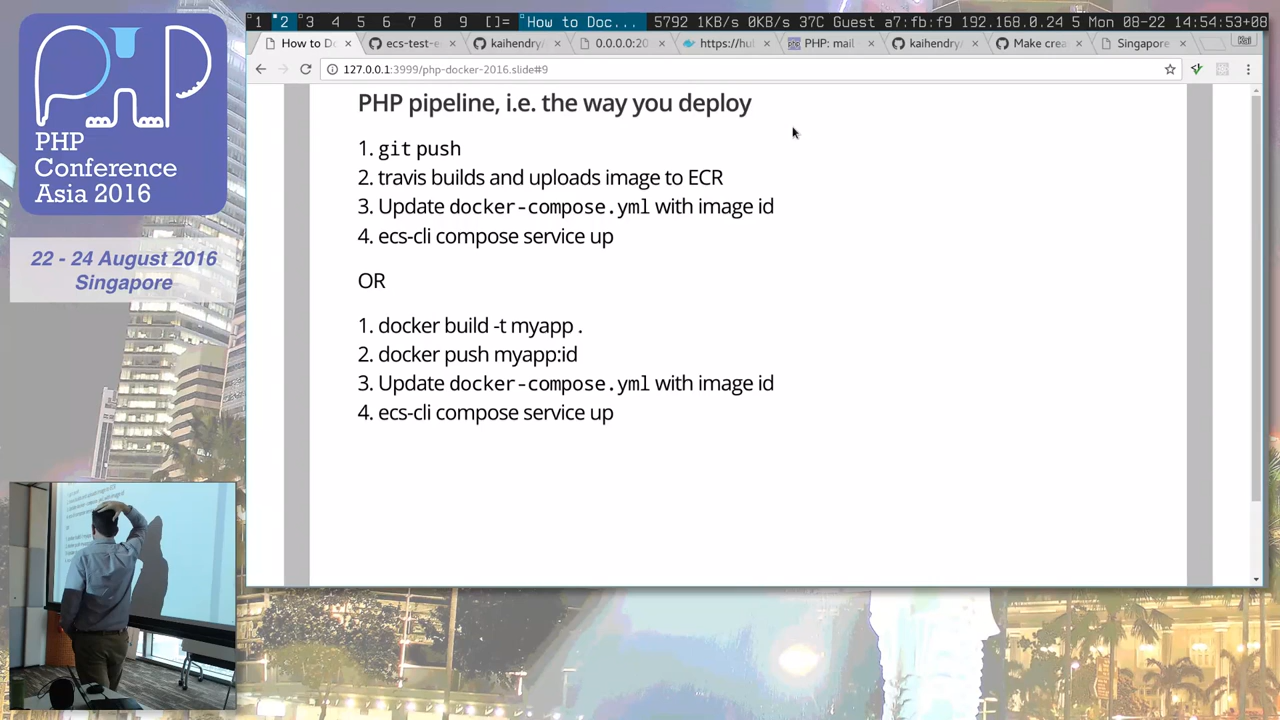 PHP
Conference
Asia 2016
22 - 24 August 2016
Singapore
1 2 3 4 5 6 7 8 9 []= How to Doc... 5792 1KB/s 0KB/s 37C Guest a7:fb:f9 192.168.0.24 5 Mon 08-22 14:54:53+08
How to Do × ecs-test-e × kaihendry/ × 0.0.0.0:20 × https://hu × PHP: mail × kaihendry/ × Make crea × Singapore × Kai
127.0.0.1:3999/php-docker-2016.slide#9
PHP pipeline, i.e. the way you deploy
1. git push
2. travis builds and uploads image to ECR
3. Update docker-compose.yml with image id
4. ecs-cli compose service up
OR
1. docker build -t myapp .
2. docker push myapp:id
3. Update docker-compose.yml with image id
4. ecs-cli compose service up